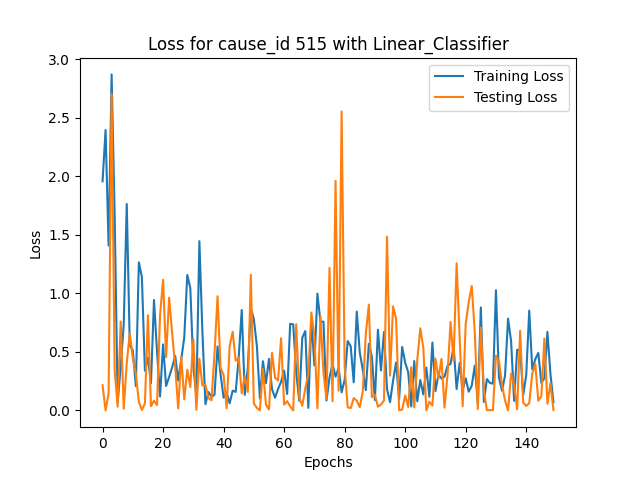 Loss for cause_id 515 with Linear_Classifier
Training Loss
Testing Loss
3.0
2.5
2.0
1.5
1.0
0.5
0.0
Loss
0 20 40 60 80 100 120 140
Epochs